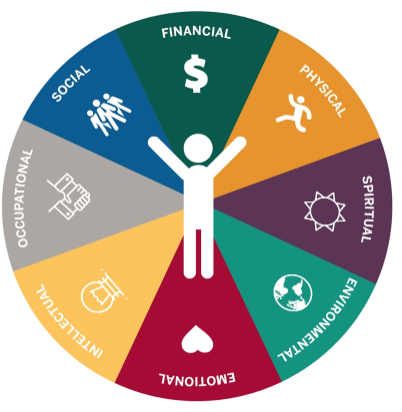 FINANCIAL
$
PHYSICAL
SPIRITUAL
ENVIRONMENTAL
EMOTIONAL
INTELLECTUAL
OCCUPATIONAL
SOCIAL